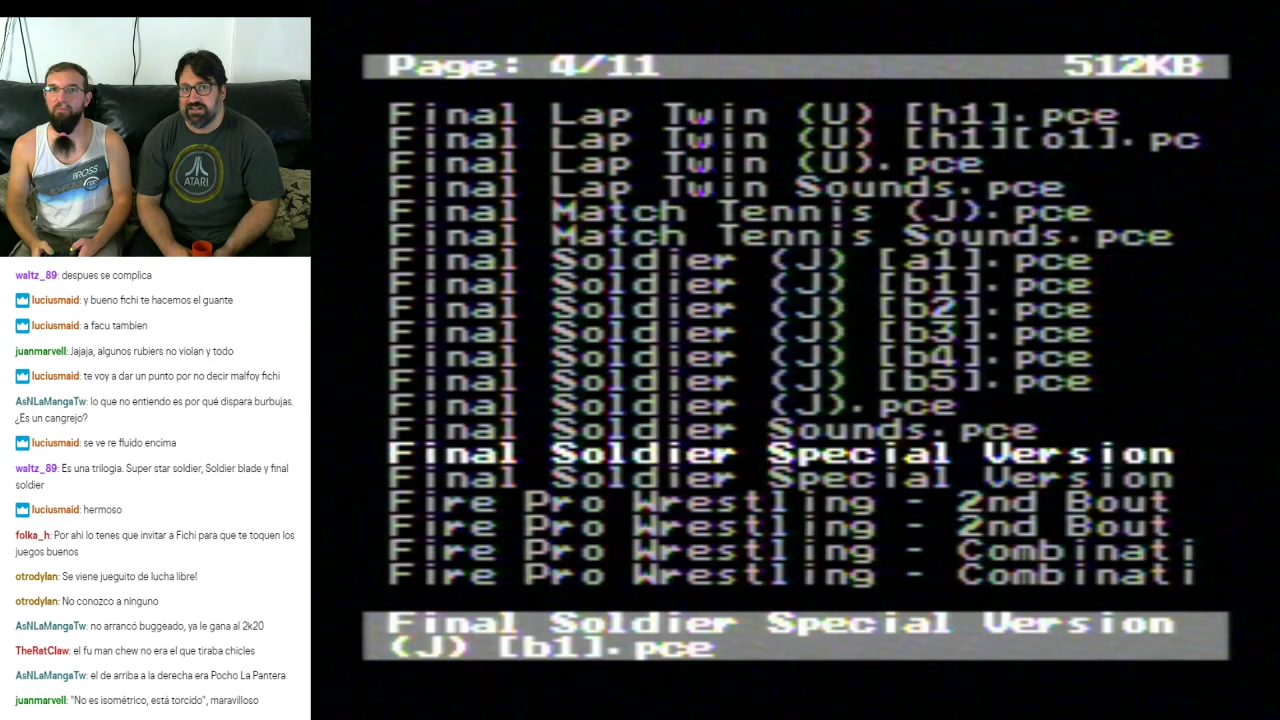 BROSS
ATARI
waltz_89: despues se complica
luciusmaid: y bueno fichi te hacemos el guante
luciusmaid: a facu tambien
juanmarvell: Jajaja, algunos rubiers no violan y todo
luciusmaid: te voy a dar un punto por no decir malfoy fichi
AsNLaMangaTw: lo que no entiendo es por qué dispara burbujas.
¿Es un cangrejo?
luciusmaid: se ve re fluido encima
waltz_89: Es una trilogia. Super star soldier, Soldier blade y final
soldier
luciusmaid: hermoso
folka_h: Por ahi lo tenes que invitar a Fichi para que te toquen los
juegos buenos
otrodylan: Se viene jueguito de lucha libre!
otrodylan: No conozco a ninguno
AsNLaMangaTw: no arrancó buggeado, ya le gana al 2k20
TheRatClaw: el fu man chew no era el que tiraba chicles
AsNLaMangaTw: el de arriba a la derecha era Pocho La Pantera
juanmarvell: "No es isométrico, está torcido", maravilloso
Page: 4/11 512KB
Final Lap Twin (U) [h1].pce
Final Lap Twin (U) [h1][o1].pc
Final Lap Twin (U).pce
Final Lap Twin Sounds.pce
Final Match Tennis (J).pce
Final Match Tennis Sounds.pce
Final Soldier (J) [a1].pce
Final Soldier (J) [b1].pce
Final Soldier (J) [b2].pce
Final Soldier (J) [b3].pce
Final Soldier (J) [b4].pce
Final Soldier (J) [b5].pce
Final Soldier (J).pce
Final Soldier Sounds.pce
Final Soldier Special Version
Final Soldier Special Version
Fire Pro Wrestling - 2nd Bout
Fire Pro Wrestling - 2nd Bout
Fire Pro Wrestling - Combinati
Fire Pro Wrestling - Combinati
Final Soldier Special Version
(J) [b1].pce